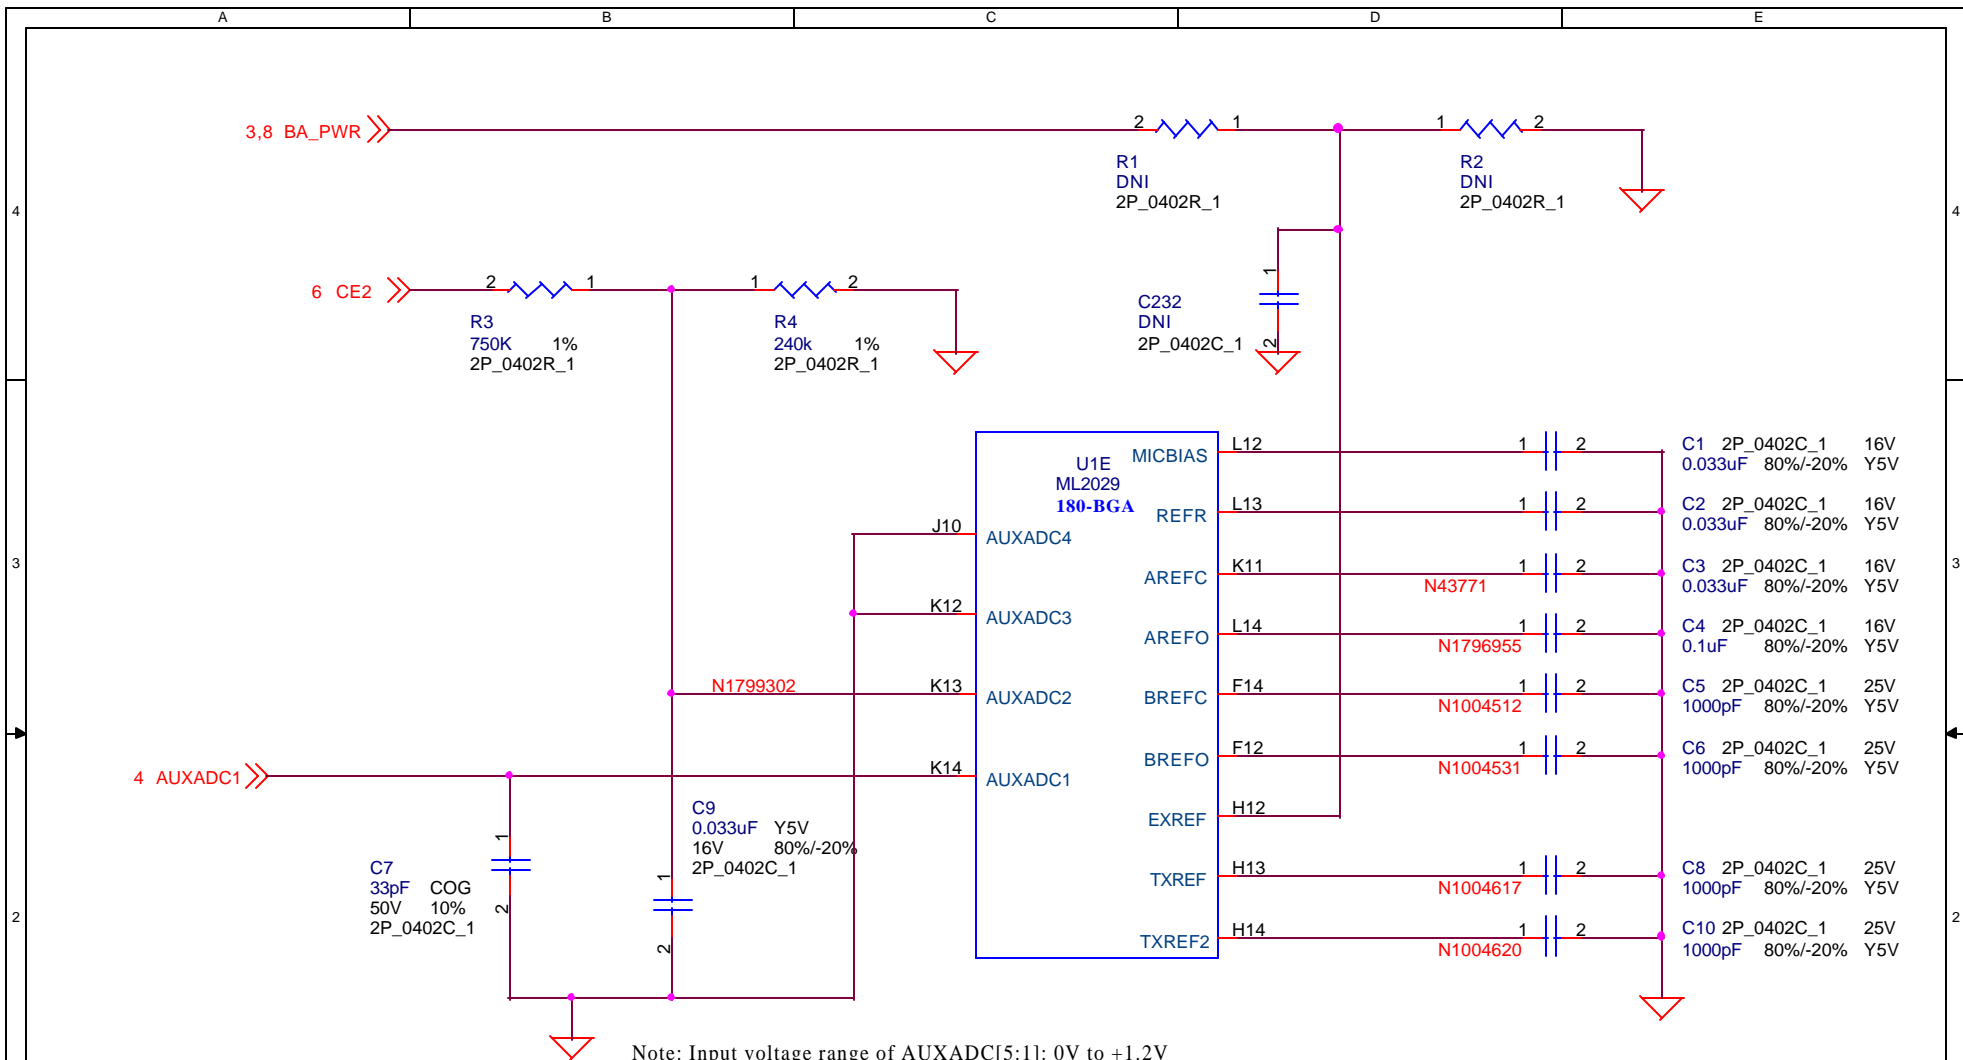 A B C D E
3,8 BA_PWR
2 1
1 2
R1
DNI
2P_0402R_1
R2
DNI
2P_0402R_1
4 4
6 CE2
2 1
1 2
R3
750K 1%
2P_0402R_1
R4
240k 1%
2P_0402R_1
1
C232
DNI
2P_0402C_1
2
U1E
ML2029
180-BGA
MICBIAS L12 1 2
C1 2P_0402C_1 16V
0.033uF 80%/-20% Y5V
REFR L13 1 2
C2 2P_0402C_1 16V
0.033uF 80%/-20% Y5V
J10 AUXADC4
3 3
AREFC K11 N43771 1 2
C3 2P_0402C_1 16V
0.033uF 80%/-20% Y5V
K12 AUXADC3
AREFO L14 N1796955 1 2
C4 2P_0402C_1 16V
0.1uF 80%/-20% Y5V
N1799302 K13 AUXADC2
BREFC F14 N1004512 1 2
C5 2P_0402C_1 25V
1000pF 80%/-20% Y5V
4 AUXADC1
K14 AUXADC1
BREFO F12 N1004531 1 2
C6 2P_0402C_1 25V
1000pF 80%/-20% Y5V
EXREF H12
C9
0.033uF Y5V
16V 80%/-20%
2P_0402C_1
1
2
1
C7
33pF COG
50V 10%
2P_0402C_1
2
TXREF H13 N1004617 1 2
C8 2P_0402C_1 25V
1000pF 80%/-20% Y5V
2 2
TXREF2 H14 N1004620 1 2
C10 2P_0402C_1 25V
1000pF 80%/-20% Y5V
Note: Input voltage range of AUXADC[5:1]: 0V to +1.2V